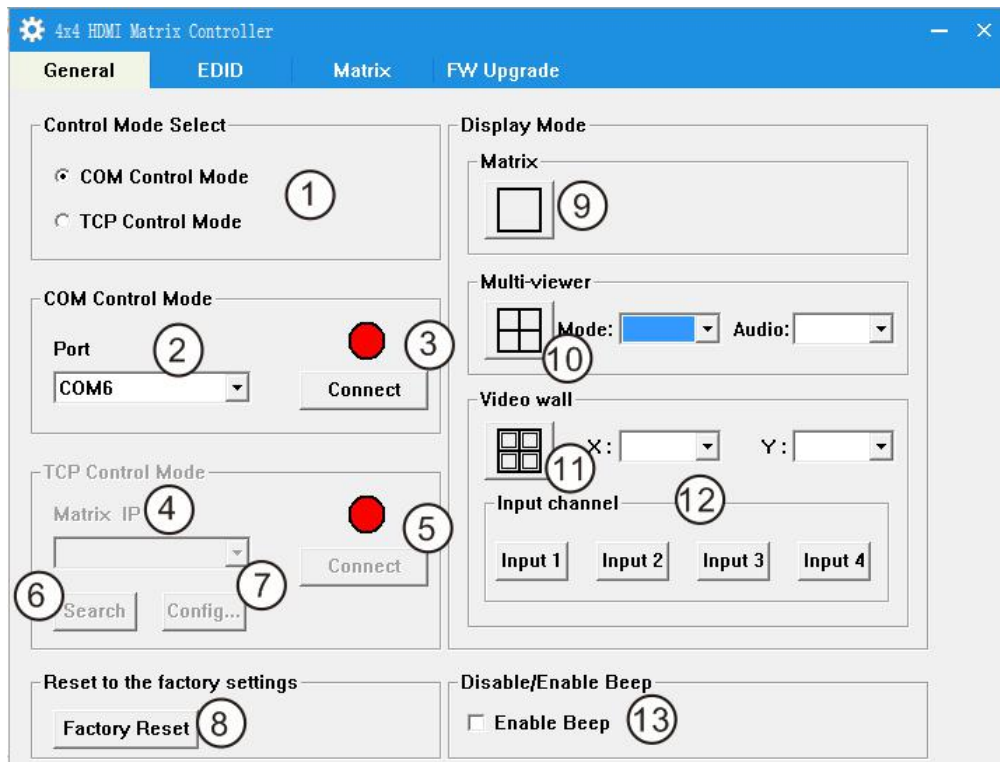 4x4 HDMI Matrix Controller
General EDID Matrix FW Upgrade
Control Mode Select
COM Control Mode
TCP Control Mode
1
COM Control Mode
Port
2
3
COM6
Connect
TCP Control Mode
Matrix IP
4
5
Connect
6
7
Search
Config...
Reset to the factory settings
Factory Reset
8
Display Mode
Matrix
9
Multi-viewer
Mode: Audio:
10
Video wall
X: Y:
11
Input channel
12
Input 1 Input 2 Input 3 Input 4
Disable/Enable Beep
Enable Beep
13